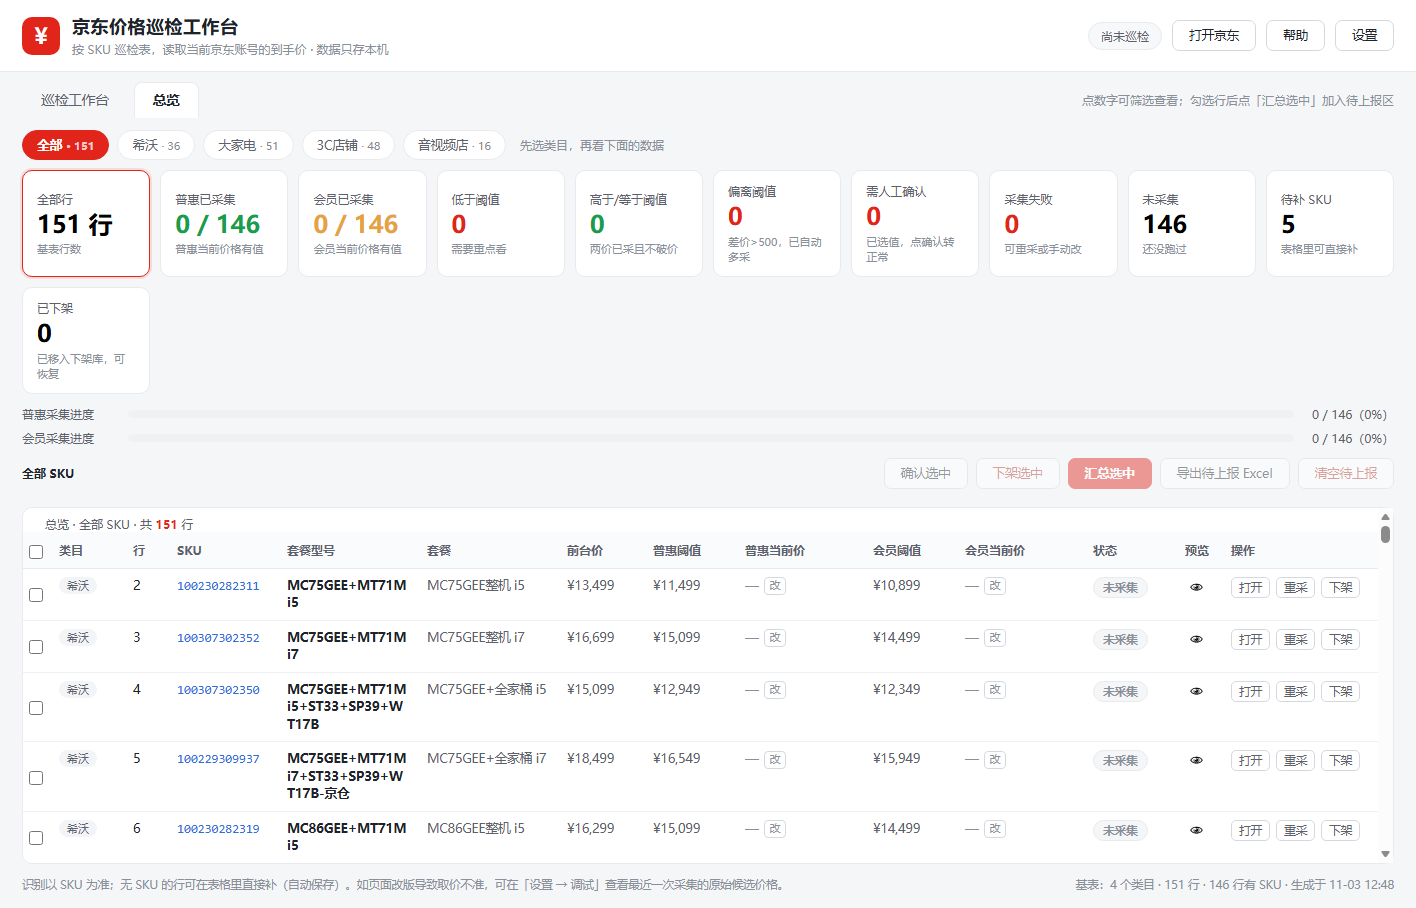 ¥
京东价格巡检工作台
按 SKU 巡检表，读取当前京东账号的到手价 · 数据只存本机
尚未巡检
打开京东
帮助
设置
巡检工作台
总览
点数字可筛选查看；勾选行后点「汇总选中」加入待上报区
全部 · 151
希沃 · 36
大家电 · 51
3C店铺 · 48
音视频店 · 16
先选类目，再看下面的数据
全部行
151 行
基表行数
普惠已采集
0 / 146
普惠当前价格有值
会员已采集
0 / 146
会员当前价格有值
低于阈值
0
需要重点看
高于/等于阈值
0
两价已采且不破价
偏离阈值
0
差价>500，已自动
多采
需人工确认
0
已选值，点确认转
正常
采集失败
0
可重采或手动改
未采集
146
还没跑过
待补 SKU
5
表格里可直接补
已下架
0
已移入下架库，可
恢复
普惠采集进度
0 / 146（0%）
会员采集进度
0 / 146（0%）
全部 SKU
确认选中
下架选中
汇总选中
导出待上报 Excel
清空待上报
总览 · 全部 SKU · 共 151 行
类目 行 SKU 套餐型号 套餐 前台价 普惠阈值 普惠当前价 会员阈值 会员当前价 状态 预览 操作
希沃 2 100230282311 MC75GEE+MT71M MC75GEE整机 i5 ¥13,499 ¥11,499 — 改 ¥10,899 — 改 未采集 打开 重采 下架
i5
希沃 3 100307302352 MC75GEE+MT71M MC75GEE整机 i7 ¥16,699 ¥15,099 — 改 ¥14,499 — 改 未采集 打开 重采 下架
i7
希沃 4 100307302350 MC75GEE+MT71M MC75GEE+全家桶 i5 ¥15,099 ¥12,949 — 改 ¥12,349 — 改 未采集 打开 重采 下架
i5+ST33+SP39+W
T17B
希沃 5 100229309937 MC75GEE+MT71M MC75GEE+全家桶 i7 ¥18,499 ¥16,549 — 改 ¥15,949 — 改 未采集 打开 重采 下架
i7+ST33+SP39+W
T17B-京仓
希沃 6 100230282319 MC86GEE+MT71M MC86GEE整机 i5 ¥16,299 ¥15,099 — 改 ¥14,499 — 改 未采集 打开 重采 下架
i5
识别以 SKU 为准；无 SKU 的行可在表格里直接补（自动保存）。如页面改版导致取价不准，可在「设置 → 调试」查看最近一次采集的原始候选价格。
基表：4 个类目 · 151 行 · 146 行有 SKU · 生成于 11-03 12:48